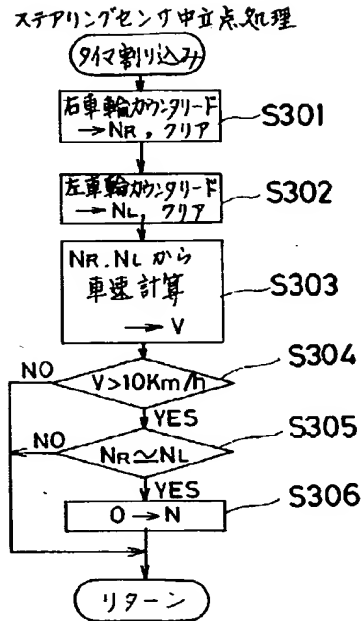 ステアリングセンサ中立点処理
タイマ割り込み
右車輪カウンタリード
→NR, クリア
S301
左車輪カウンタリード
→NL, クリア
S302
NR.NLから
車速計算
→V
S303
S304
NO
V>10Km/h
YES
S305
NO
NR≃NL
YES
S306
0→N
リターン